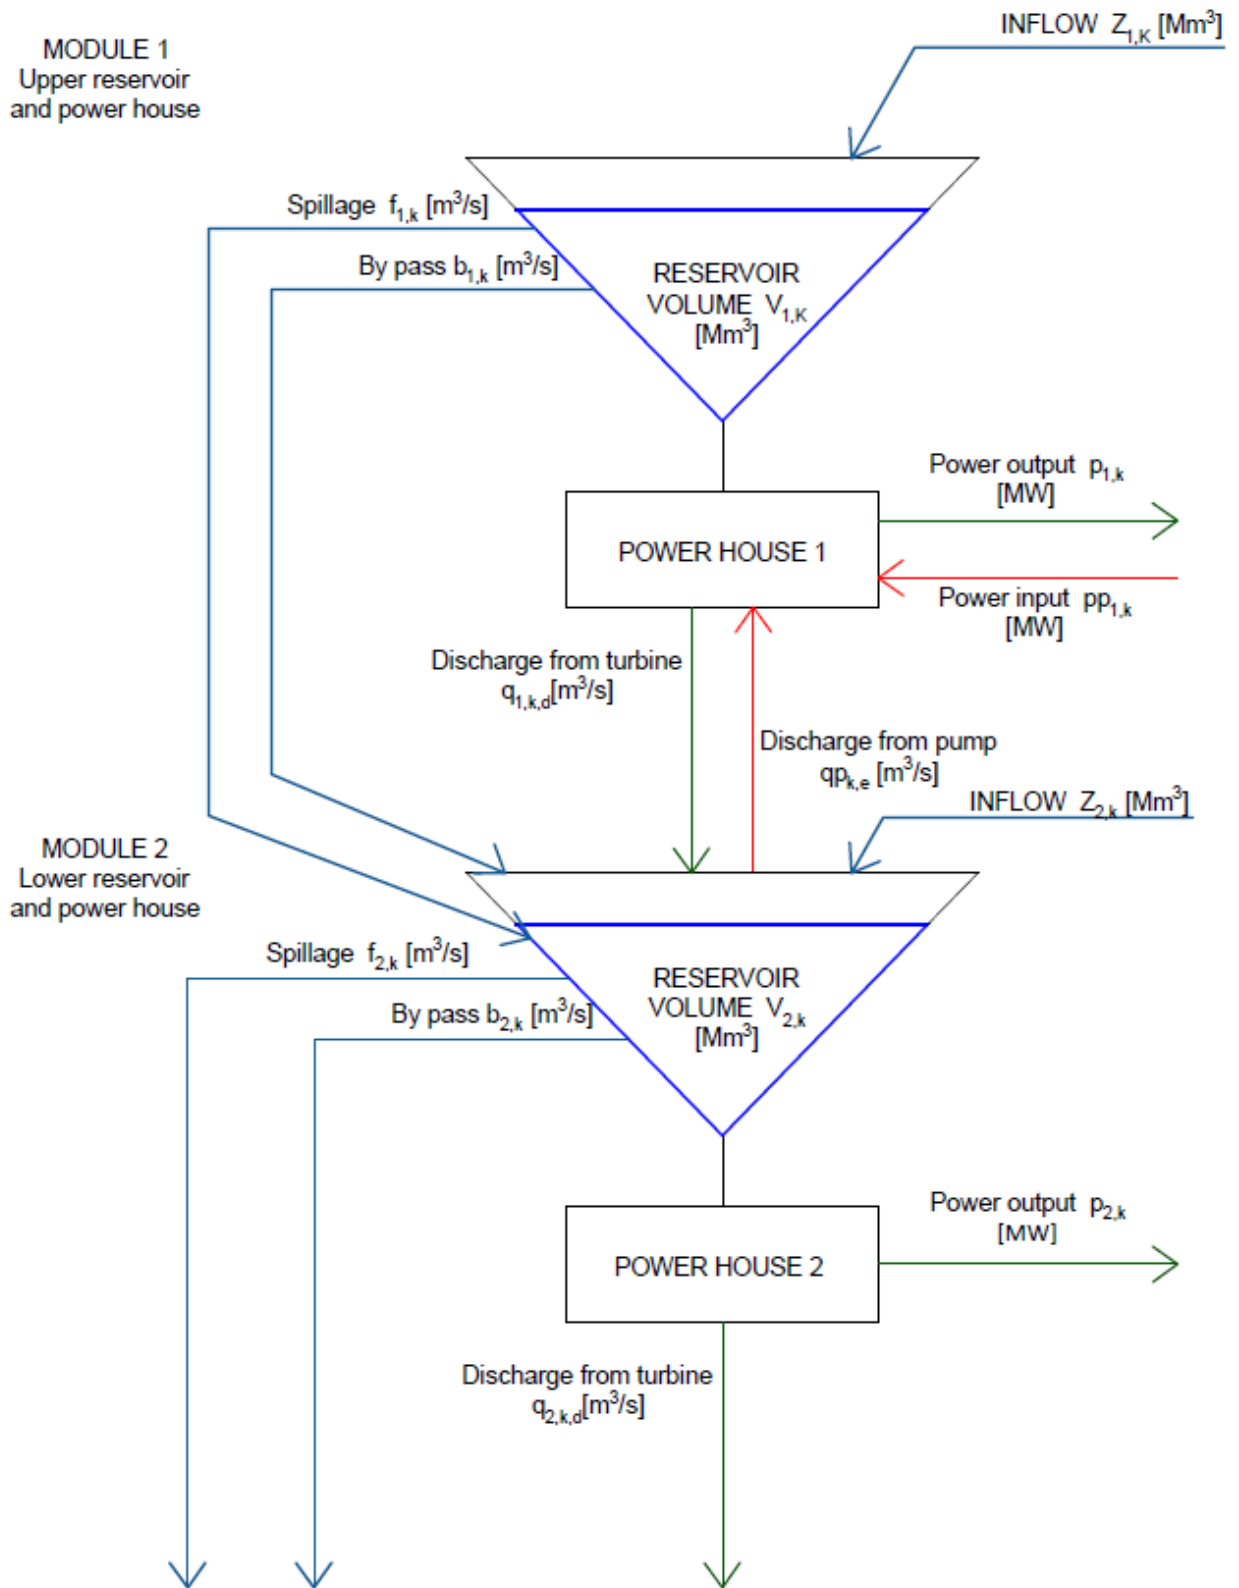 INFLOW Z1,K [Mm³]
MODULE 1
Upper reservoir
and power house
Spillage f1,k [m³/s]
By pass b1,k [m³/s]
RESERVOIR
VOLUME V1,K
[Mm³]
Power output p1,k
[MW]
POWER HOUSE 1
Power input pp1,k
[MW]
Discharge from turbine
q1,k,d[m³/s]
Discharge from pump
qpk,e [m³/s]
INFLOW Z2,k [Mm³]
MODULE 2
Lower reservoir
and power house
Spillage f2,k [m³/s]
By pass b2,k [m³/s]
RESERVOIR
VOLUME V2,k
[Mm³]
Power output p2,k
[MW]
POWER HOUSE 2
Discharge from turbine
q2,k,d[m³/s]